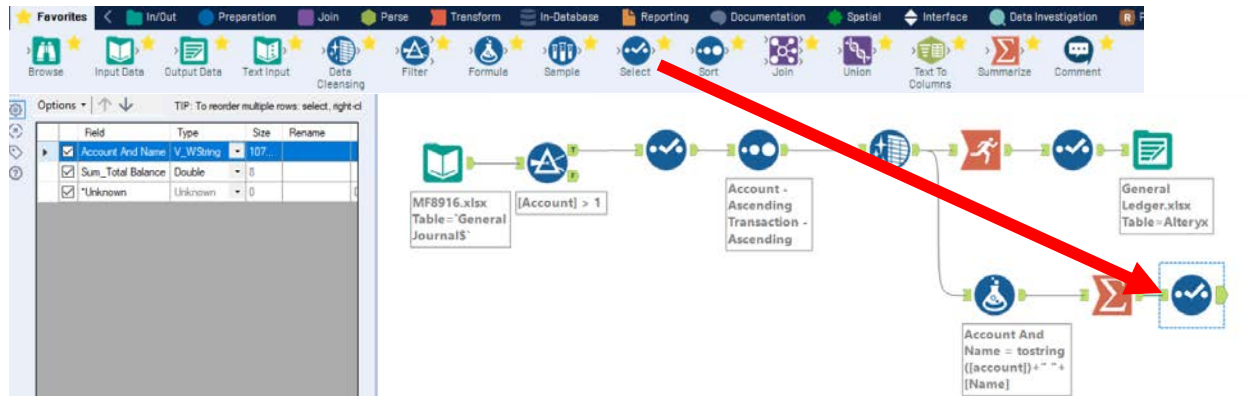 Favorites In/Out Preparation Join Parse Transform In-Database Reporting Documentation Spatial Interface Data Investigation R P
Browse Input Data Output Data Text Input Data Cleansing Filter Formula Sample Select Sort Join Union Text To Columns Summarize Comment
Options TIP: To reorder multiple rows: select, right-cl
Field Type Size Rename
Account And Name V_WString 107...
Sum_Total Balance Double 8
*Unknown Unknown 0
MF8916.xlsx
Table=`General
Journal$`
[Account] > 1
T
F
Account -
Ascending
Transaction -
Ascending
General
Ledger.xlsx
Table=Alteryx
Account And
Name = tostring
([account])+" "+
[Name]